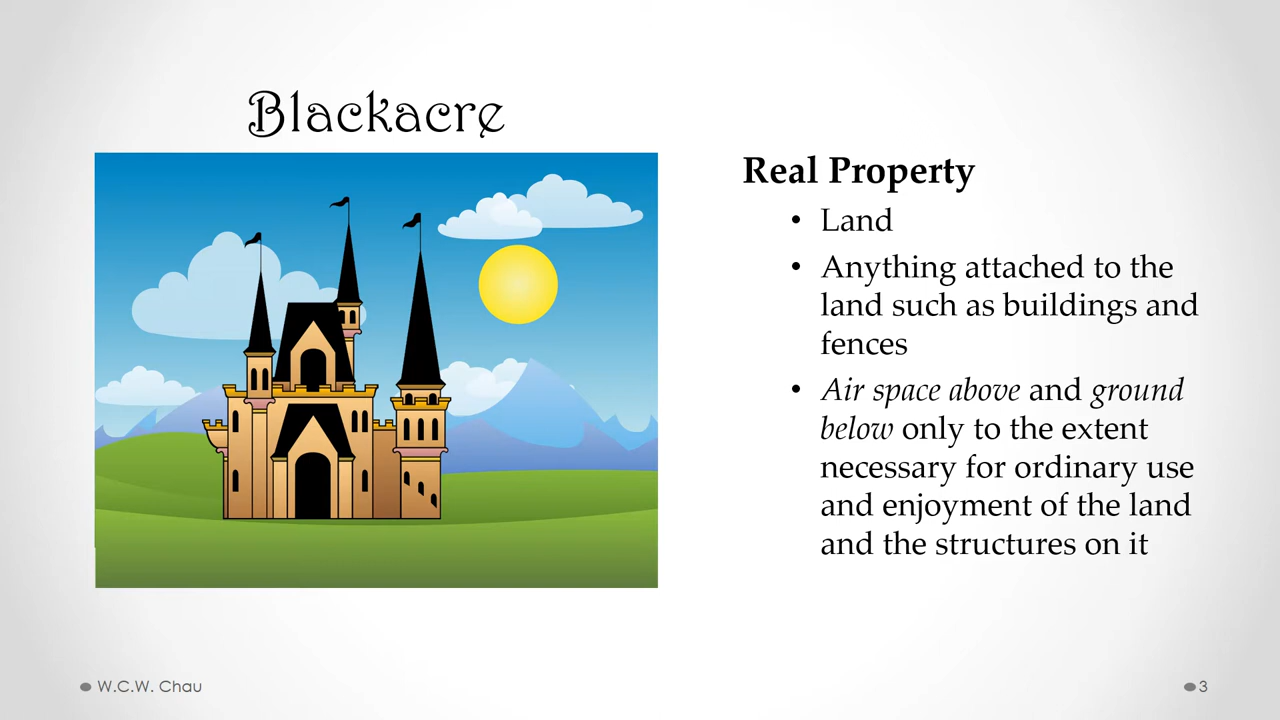 Blackacre
Real Property
• Land
• Anything attached to the
land such as buildings and
fences
• Air space above and ground
below only to the extent
necessary for ordinary use
and enjoyment of the land
and the structures on it
W.C.W. Chau
3